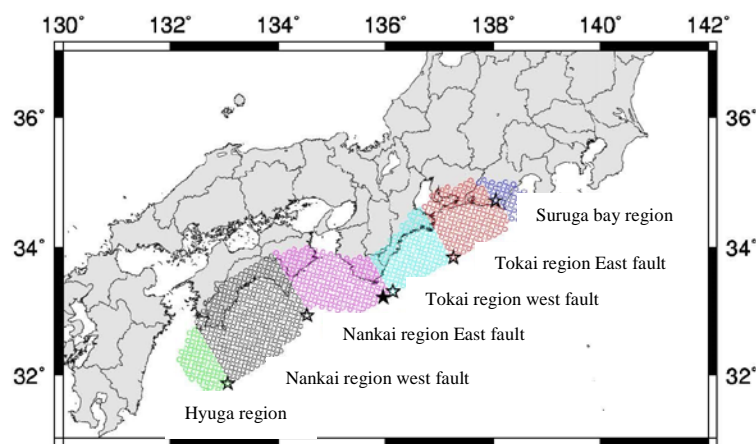 130° 132° 134° 136° 138° 140° 142°
36° 36°
Suruga bay region
34° 34°
Tokai region East fault
Tokai region west fault
Nankai region East fault
32° 32°
Nankai region west fault
Hyuga region